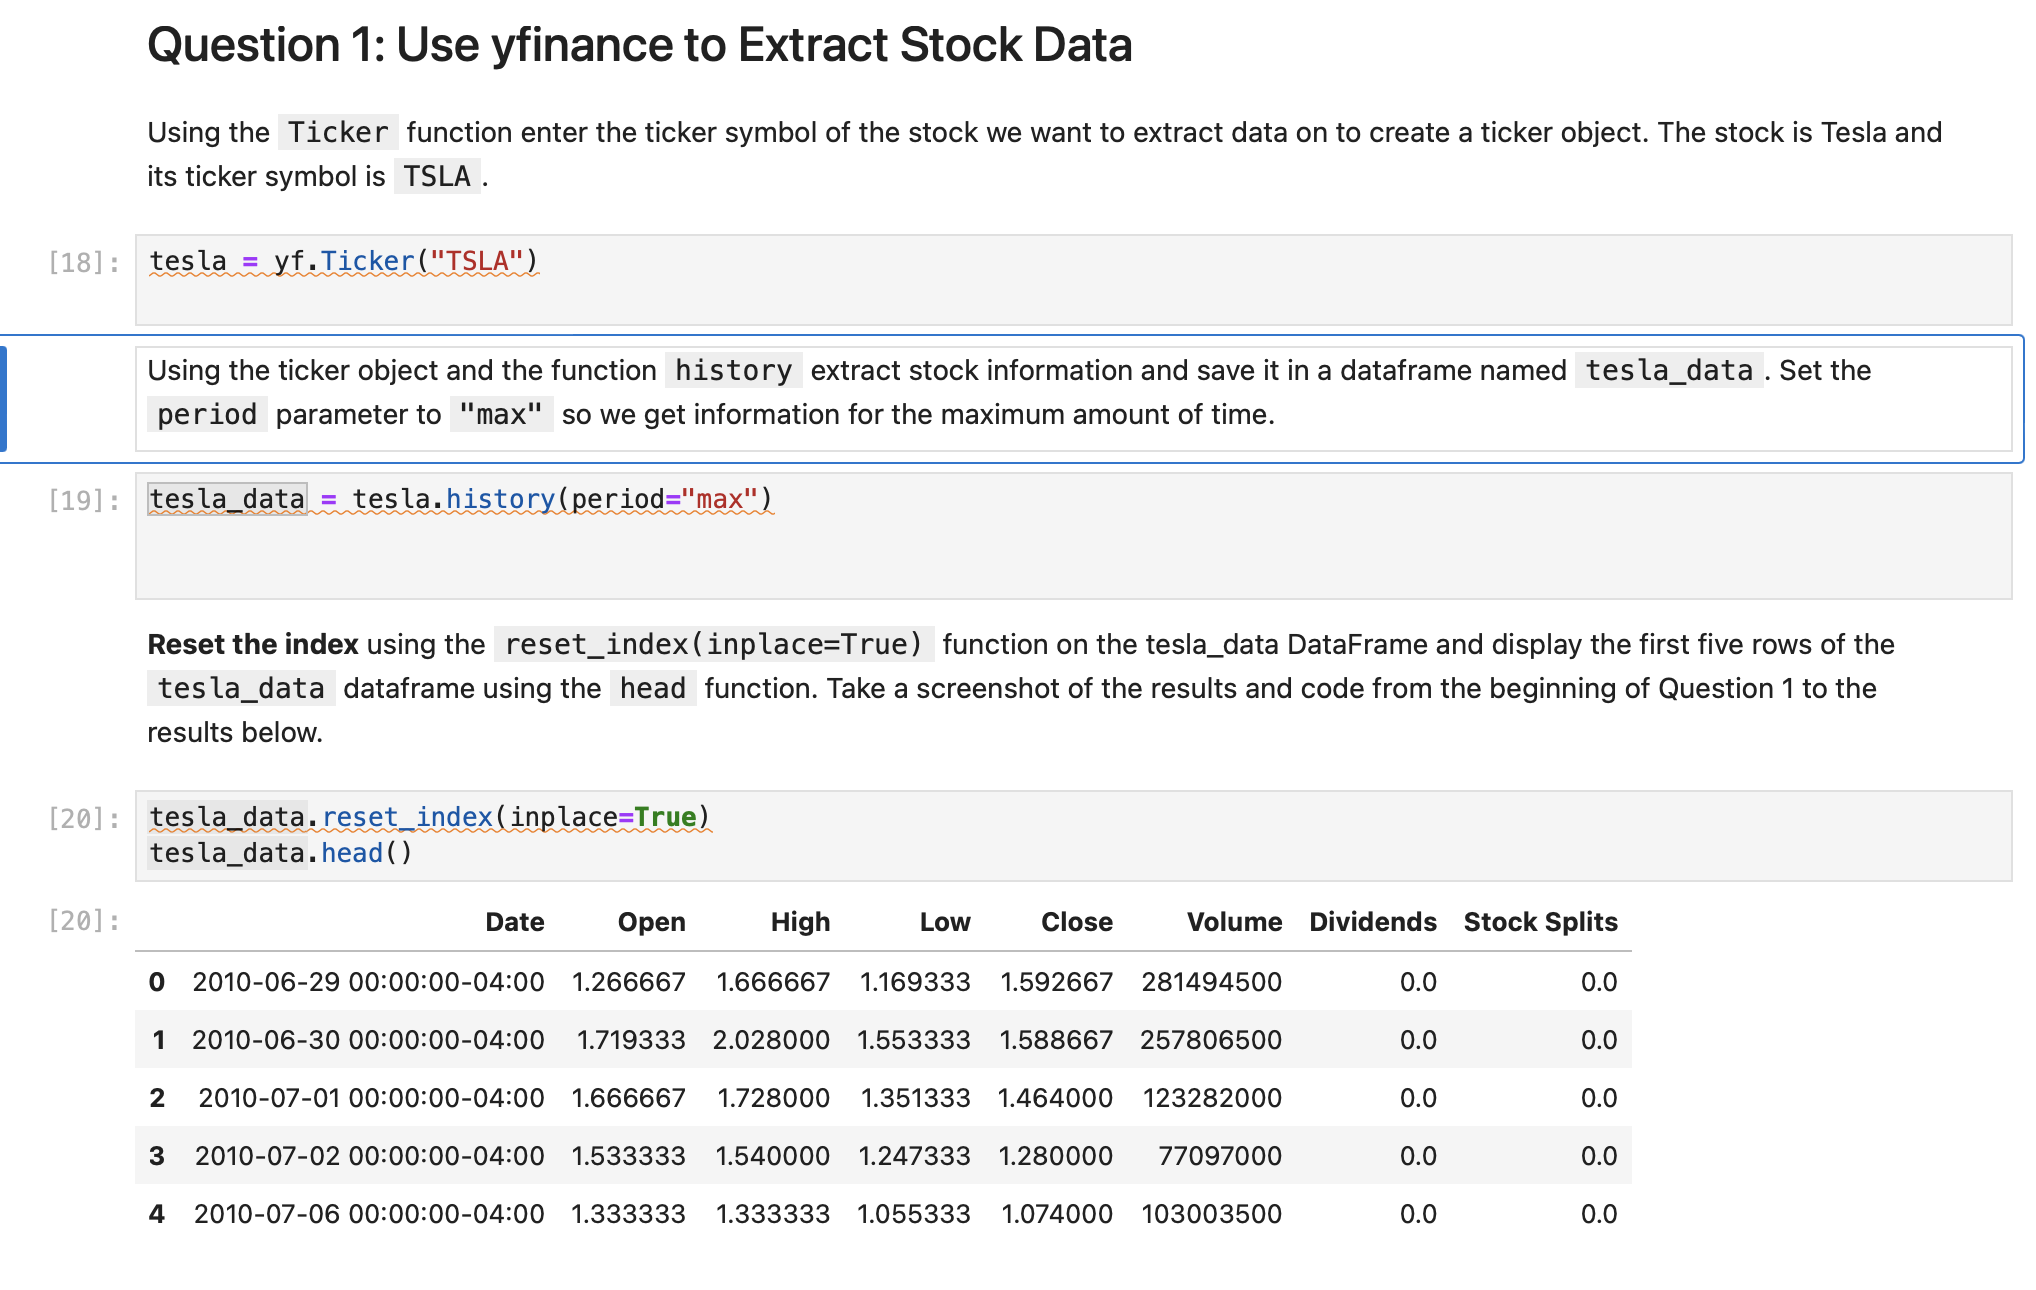 Question 1: Use yfinance to Extract Stock Data
Using the Ticker function enter the ticker symbol of the stock we want to extract data on to create a ticker object. The stock is Tesla and
its ticker symbol is TSLA .
[18]: tesla = yf.Ticker("TSLA")
Using the ticker object and the function history extract stock information and save it in a dataframe named tesla_data . Set the
period parameter to "max" so we get information for the maximum amount of time.
[19]: tesla_data = tesla.history(period="max")
Reset the index using the reset_index(inplace=True) function on the tesla_data DataFrame and display the first five rows of the
tesla_data dataframe using the head function. Take a screenshot of the results and code from the beginning of Question 1 to the
results below.
[20]: tesla_data.reset_index(inplace=True)
tesla_data.head()
[20]: Date Open High Low Close Volume Dividends Stock Splits
0 2010-06-29 00:00:00-04:00 1.266667 1.666667 1.169333 1.592667 281494500 0.0 0.0
1 2010-06-30 00:00:00-04:00 1.719333 2.028000 1.553333 1.588667 257806500 0.0 0.0
2 2010-07-01 00:00:00-04:00 1.666667 1.728000 1.351333 1.464000 123282000 0.0 0.0
3 2010-07-02 00:00:00-04:00 1.533333 1.540000 1.247333 1.280000 77097000 0.0 0.0
4 2010-07-06 00:00:00-04:00 1.333333 1.333333 1.055333 1.074000 103003500 0.0 0.0